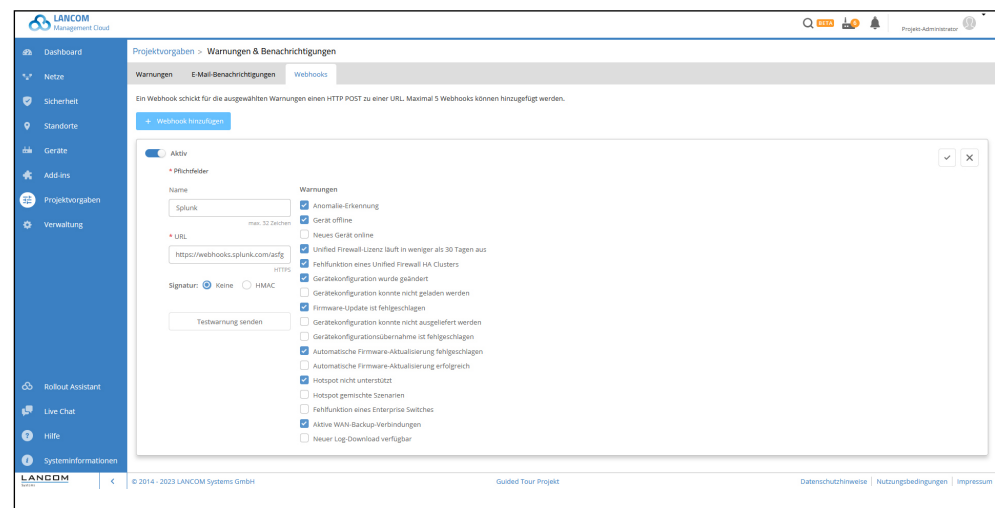 LANCOM
Management Cloud
BETA
Projekt-Administrator
Dashboard
Netze
Sicherheit
Standorte
Geräte
Add-ins
Projektvorgaben
Verwaltung
Rollout Assistant
Live Chat
Hilfe
Systeminformationen
LANCOM
Systems
Projektvorgaben > Warnungen & Benachrichtigungen
Warnungen E-Mail-Benachrichtigungen Webhooks
Ein Webhook schickt für die ausgewählten Warnungen einen HTTP POST zu einer URL. Maximal 5 Webhooks können hinzugefügt werden.
+ Webhook hinzufügen
Aktiv
* Pflichtfelder
Name
Splunk
max. 32 Zeichen
* URL
https://webhooks.splunk.com/asfg
HTTPS
Signatur: Keine HMAC
Testwarnung senden
Warnungen
Anomalie-Erkennung
Gerät offline
Neues Gerät online
Unified Firewall-Lizenz läuft in weniger als 30 Tagen aus
Fehlfunktion eines Unified Firewall HA Clusters
Gerätekonfiguration wurde geändert
Gerätekonfiguration konnte nicht geladen werden
Firmware-Update ist fehlgeschlagen
Gerätekonfiguration konnte nicht ausgeliefert werden
Gerätekonfigurationsübernahme ist fehlgeschlagen
Automatische Firmware-Aktualisierung fehlgeschlagen
Automatische Firmware-Aktualisierung erfolgreich
Hotspot nicht unterstützt
Hotspot gemischte Szenarien
Fehlfunktion eines Enterprise Switches
Aktive WAN-Backup-Verbindungen
Neuer Log-Download verfügbar
© 2014 - 2023 LANCOM Systems GmbH Guided Tour Projekt Datenschutzhinweise | Nutzungsbedingungen | Impressum